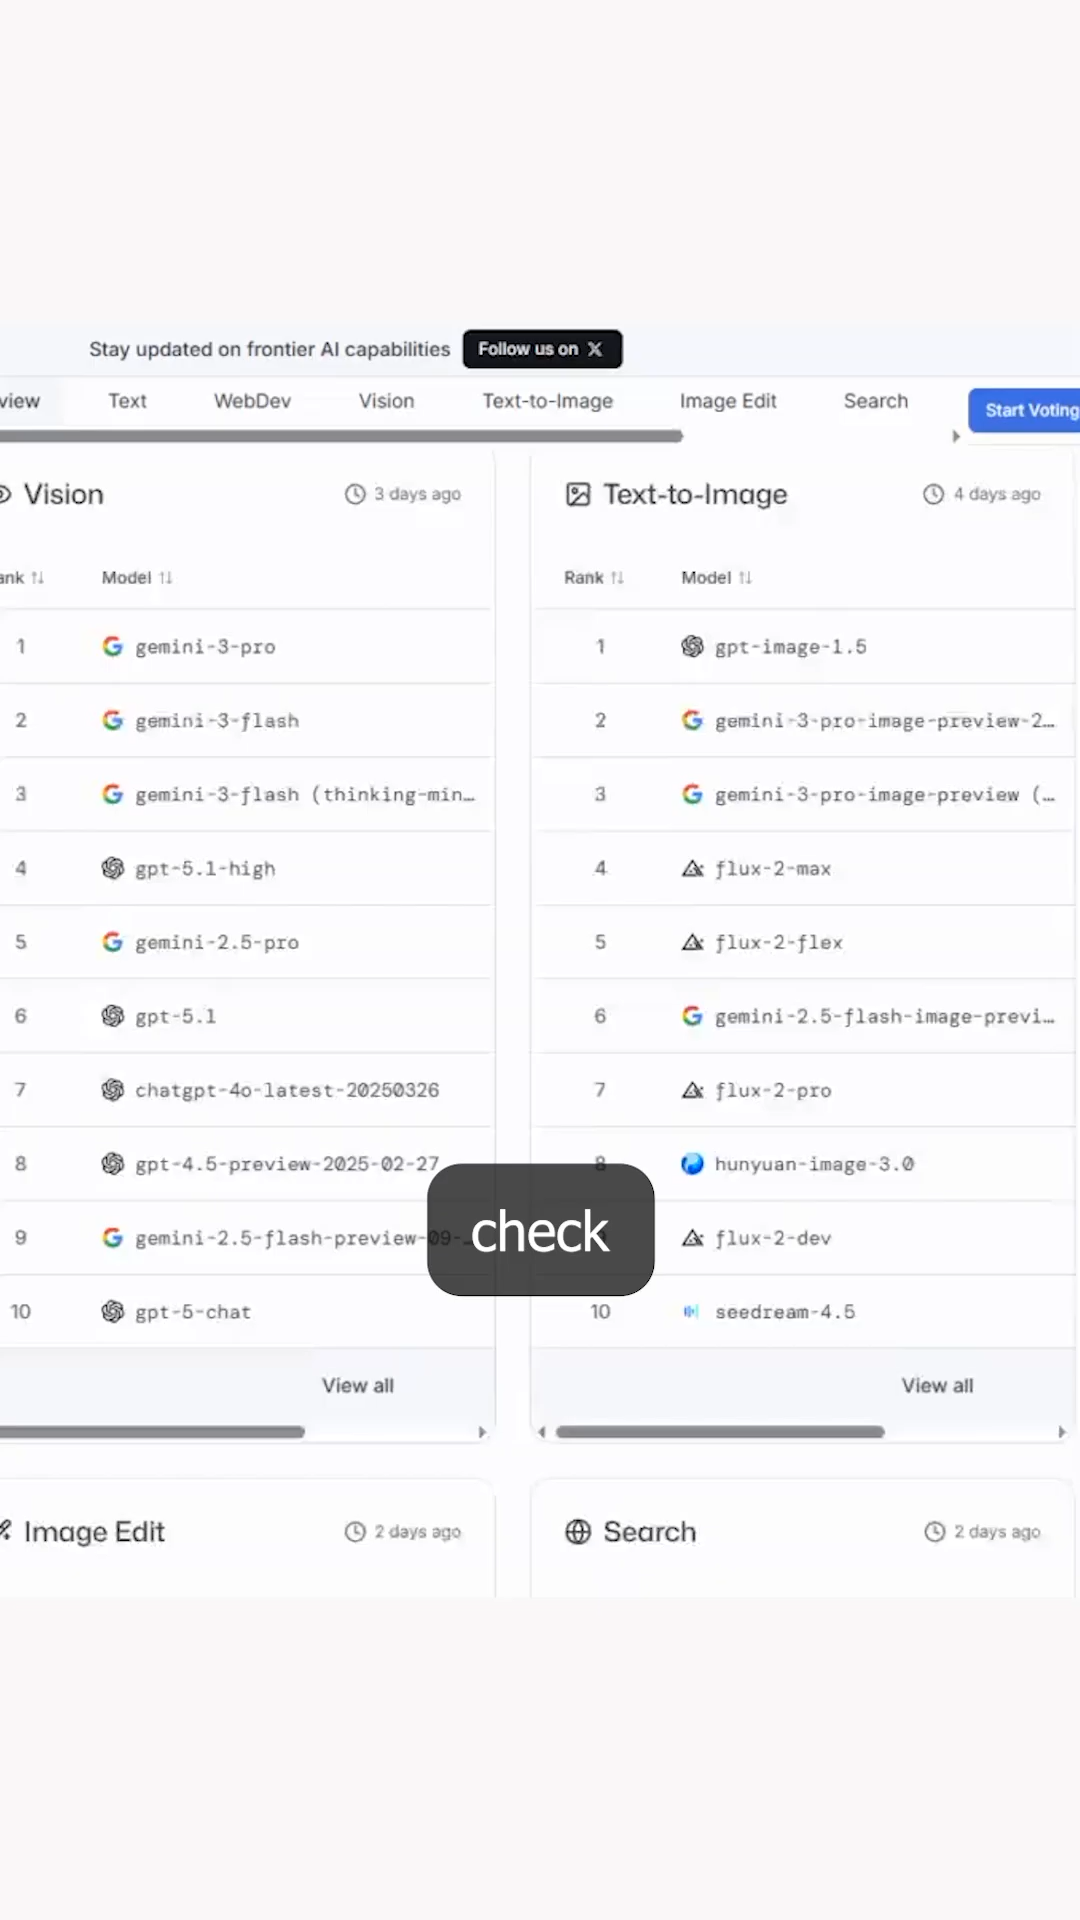 Stay updated on frontier AI capabilities Follow us on X
view Text WebDev Vision Text-to-Image Image Edit Search Start Voting
Vision 3 days ago
ank Model
1 gemini-3-pro
2 gemini-3-flash
3 gemini-3-flash (thinking-min…
4 gpt-5.1-high
5 gemini-2.5-pro
6 gpt-5.1
7 chatgpt-4o-latest-20250326
8 gpt-4.5-preview-2025-02-27
9 gemini-2.5-flash-preview-09-…
10 gpt-5-chat
View all
Text-to-Image 4 days ago
Rank Model
1 gpt-image-1.5
2 gemini-3-pro-image-preview-2…
3 gemini-3-pro-image-preview (…
4 flux-2-max
5 flux-2-flex
6 gemini-2.5-flash-image-previ…
7 flux-2-pro
8 hunyuan-image-3.0
9 flux-2-dev
10 seedream-4.5
View all
check
Image Edit 2 days ago
Search 2 days ago